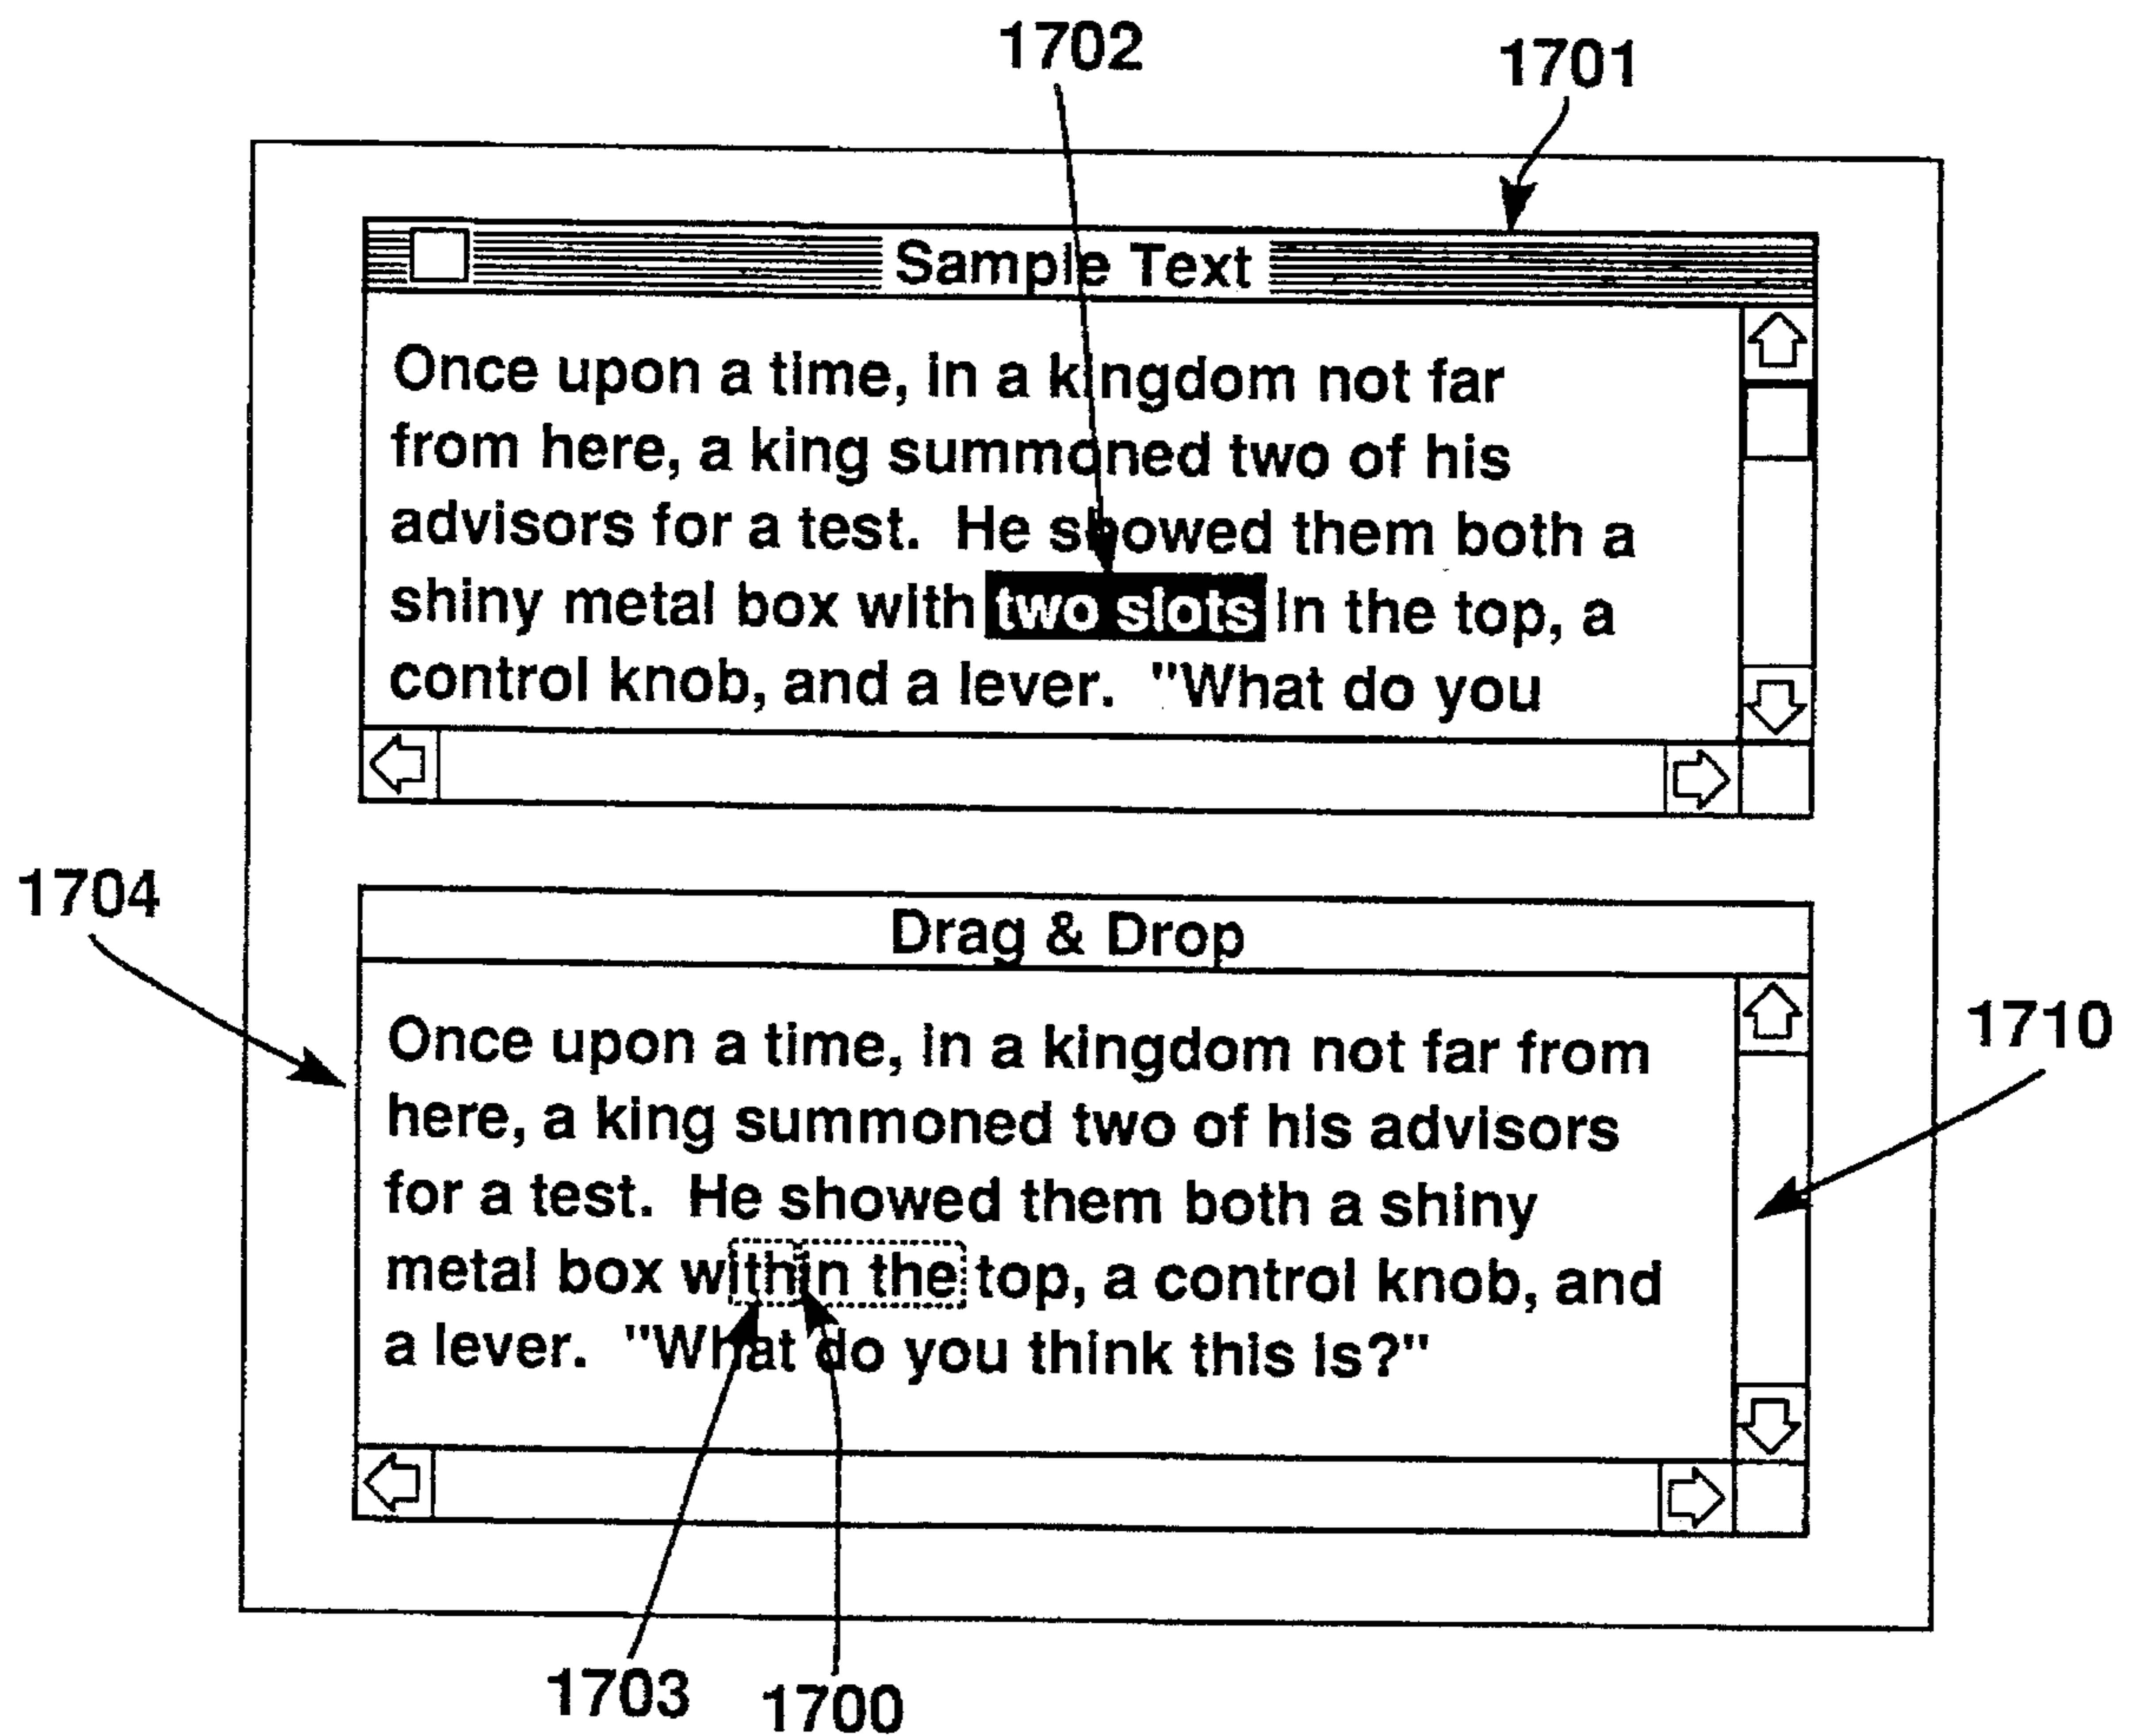 1702
1701
Sample Text
Once upon a time, in a kingdom not far
from here, a king summoned two of his
advisors for a test. He showed them both a
shiny metal box with two slots in the top, a
control knob, and a lever. "What do you
1704
Drag & Drop
1710
Once upon a time, in a kingdom not far from
here, a king summoned two of his advisors
for a test. He showed them both a shiny
metal box within the top, a control knob, and
a lever. "What do you think this is?"
1703
1700